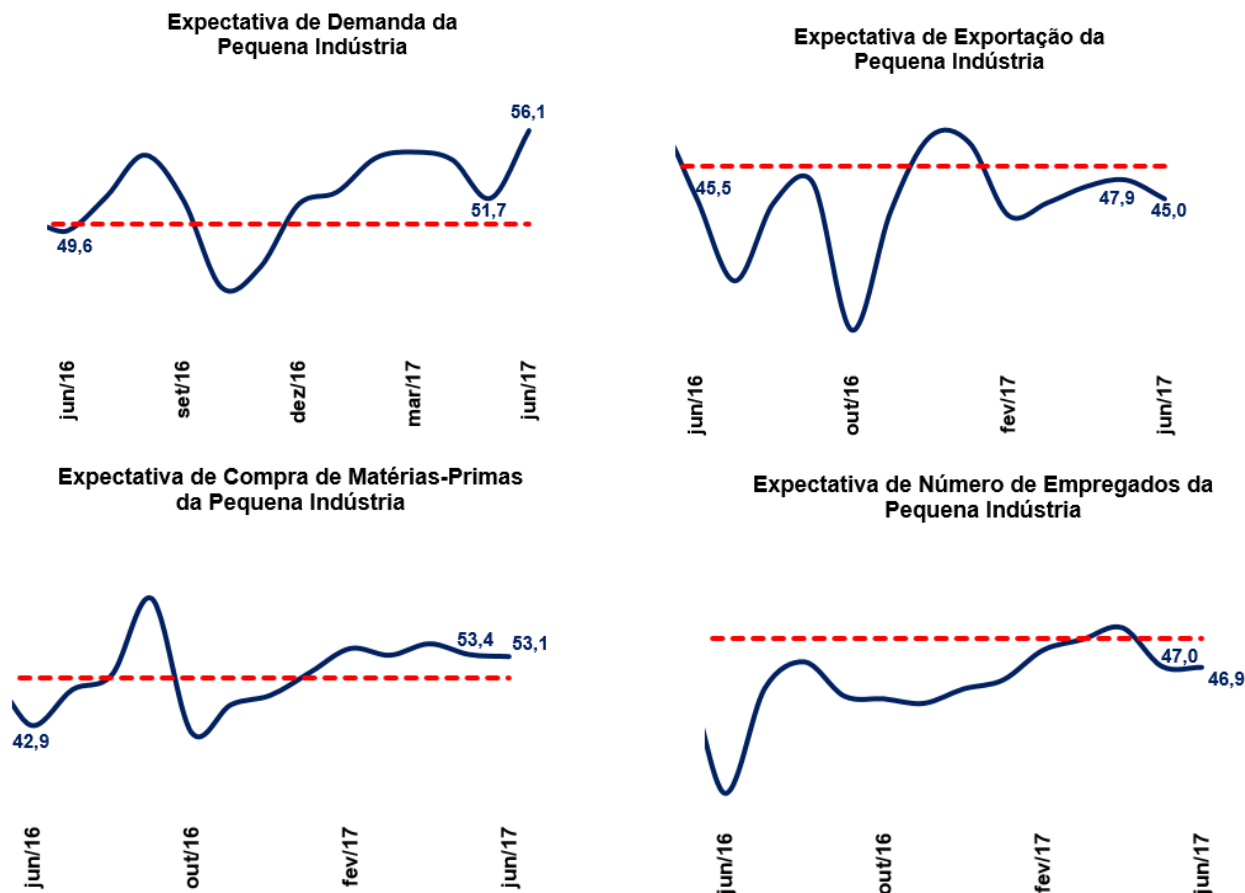 Expectativa de Demanda da
Pequena Indústria
56,1
51,7
49,6
jun/16
set/16
dez/16
mar/17
jun/17
Expectativa de Exportação da
Pequena Indústria
45,5
47,9
45,0
jun/16
out/16
fev/17
jun/17
Expectativa de Compra de Matérias-Primas
da Pequena Indústria
53,4
53,1
42,9
jun/16
out/16
fev/17
jun/17
Expectativa de Número de Empregados da
Pequena Indústria
47,0
46,9
jun/16
out/16
fev/17
jun/17